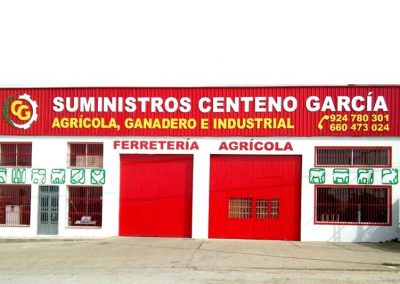 CG
SUMINISTROS CENTENO GARCÍA
AGRÍCOLA, GANADERO E INDUSTRIAL
924 780 301
660 473 024
FERRETERÍA AGRÍCOLA